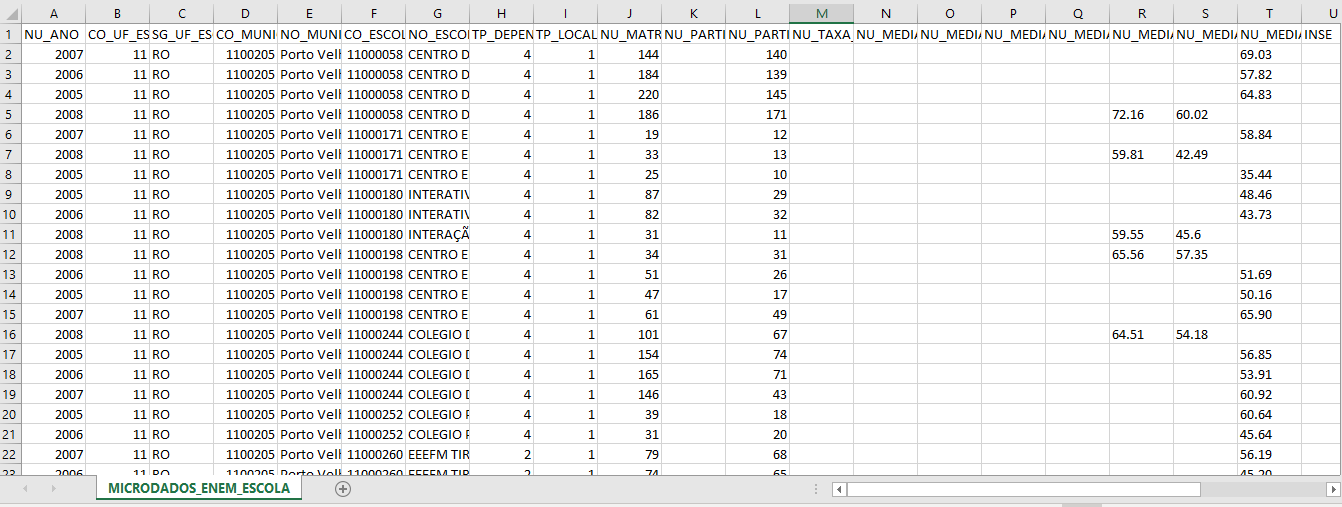 A B C D E F G H I J K L M N O P Q R S T U
1 NU_ANO CO_UF_ES SG_UF_ES CO_MUNI NO_MUNI CO_ESCOL NO_ESCOL TP_DEPEN TP_LOCAL NU_MATR NU_PARTI NU_PARTI NU_TAXA_ NU_MEDIA NU_MEDIA NU_MEDIA NU_MEDIA NU_MEDIA NU_MEDIA NU_MEDIA INSE
2 2007 11 RO 1100205 Porto Vell 11000058 CENTRO D 4 1 144 140 69.03
3 2006 11 RO 1100205 Porto Vell 11000058 CENTRO D 4 1 184 139 57.82
4 2005 11 RO 1100205 Porto Vell 11000058 CENTRO D 4 1 220 145 64.83
5 2008 11 RO 1100205 Porto Vell 11000058 CENTRO D 4 1 186 171 72.16 60.02
6 2007 11 RO 1100205 Porto Vell 11000171 CENTRO E 4 1 19 12 58.84
7 2008 11 RO 1100205 Porto Vell 11000171 CENTRO E 4 1 33 13 59.81 42.49
8 2005 11 RO 1100205 Porto Vell 11000171 CENTRO E 4 1 25 10 35.44
9 2005 11 RO 1100205 Porto Vell 11000180 INTERATIV 4 1 87 29 48.46
10 2006 11 RO 1100205 Porto Vell 11000180 INTERATIV 4 1 82 32 43.73
11 2008 11 RO 1100205 Porto Vell 11000180 INTERAÇÃ 4 1 31 11 59.55 45.6
12 2008 11 RO 1100205 Porto Vell 11000198 CENTRO E 4 1 34 31 65.56 57.35
13 2006 11 RO 1100205 Porto Vell 11000198 CENTRO E 4 1 51 26 51.69
14 2005 11 RO 1100205 Porto Vell 11000198 CENTRO E 4 1 47 17 50.16
15 2007 11 RO 1100205 Porto Vell 11000198 CENTRO E 4 1 61 49 65.90
16 2008 11 RO 1100205 Porto Vell 11000244 COLEGIO D 4 1 101 67 64.51 54.18
17 2005 11 RO 1100205 Porto Vell 11000244 COLEGIO D 4 1 154 74 56.85
18 2006 11 RO 1100205 Porto Vell 11000244 COLEGIO D 4 1 165 71 53.91
19 2007 11 RO 1100205 Porto Vell 11000244 COLEGIO D 4 1 146 43 60.92
20 2005 11 RO 1100205 Porto Vell 11000252 COLEGIO P 4 1 39 18 60.64
21 2006 11 RO 1100205 Porto Vell 11000252 COLEGIO P 4 1 31 20 45.64
22 2007 11 RO 1100205 Porto Vell 11000260 EEEFM TIR 2 1 79 68 56.19
23 2006 11 RO 1100205 Porto Vell 11000260 EEEFM TIR 2 1 74 65 45.20
MICRODADOS_ENEM_ESCOLA